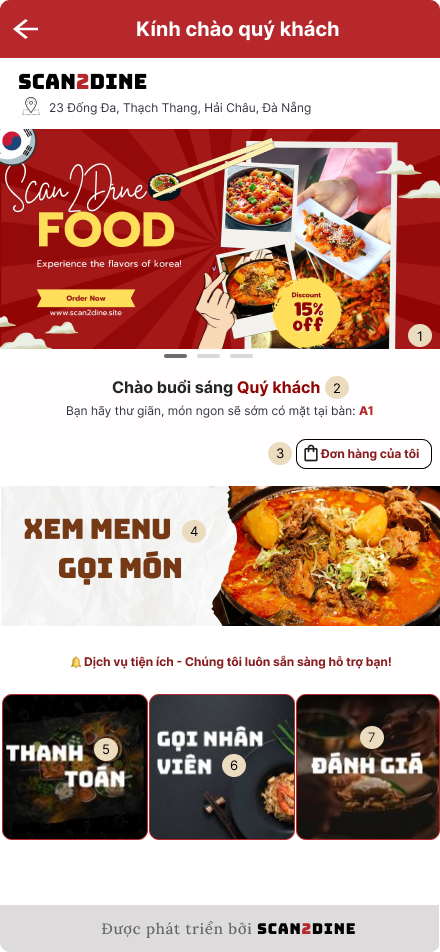 Kính chào quý khách
SCAN2DINE
23 Đống Đa, Thạch Thang, Hải Châu, Đà Nẵng
Scan2Dine
FOOD
Experience the flavors of korea!
Order Now
www.scan2dine.site
Discount
15%
off
1
Chào buổi sáng Quý khách 2
Bạn hãy thư giãn, món ngon sẽ sớm có mặt tại bàn: A1
3 Đơn hàng của tôi
XEM MENU 4
GỌI MÓN
Dịch vụ tiện ích - Chúng tôi luôn sẵn sàng hỗ trợ bạn!
THANH 5
TOÁN
GỌI NHÂN
VIÊN 6
7
ĐÁNH GIÁ
Được phát triển bởi SCAN2DINE